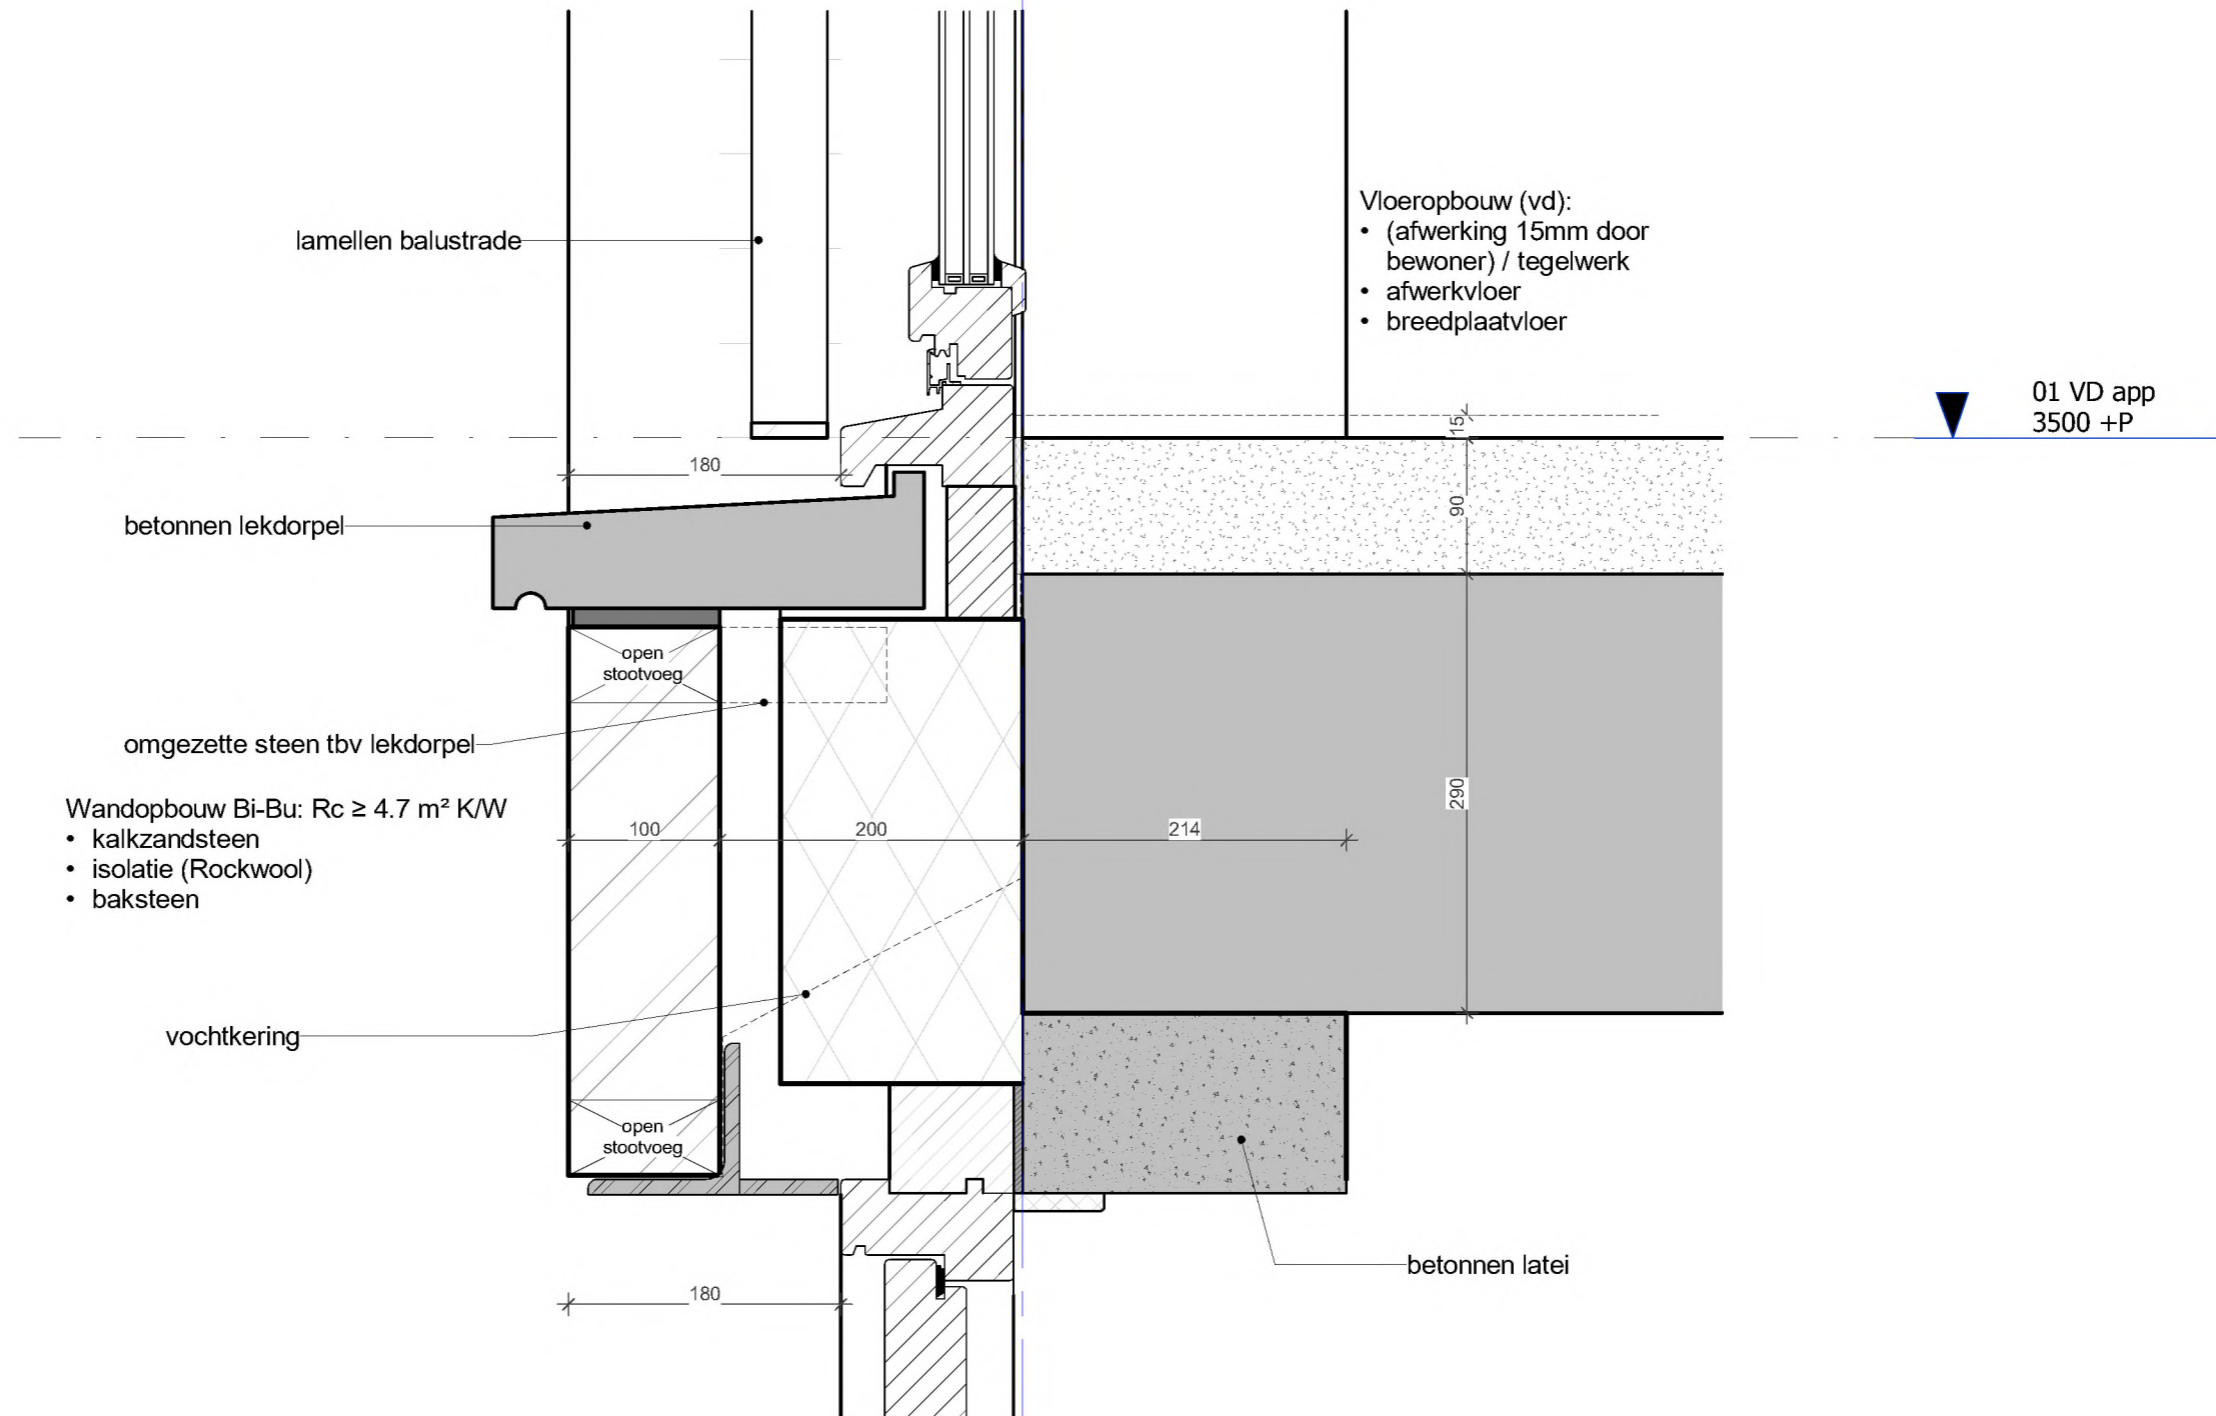 Vloeropbouw (vd):
• (afwerking 15mm door
bewoner) / tegelwerk
• afwerkvloer
• breedplaatvloer
lamellen balustrade
01 VD app
3500 +P
15
180
90
betonnen lekdorpel
open
stootvoeg
omgezette steen tbv lekdorpel
Wandopbouw Bi-Bu: Rc ≥ 4.7 m² K/W
• kalkzandsteen
• isolatie (Rockwool)
• baksteen
290
100
200
214
vochtkering
open
stootvoeg
betonnen latei
180